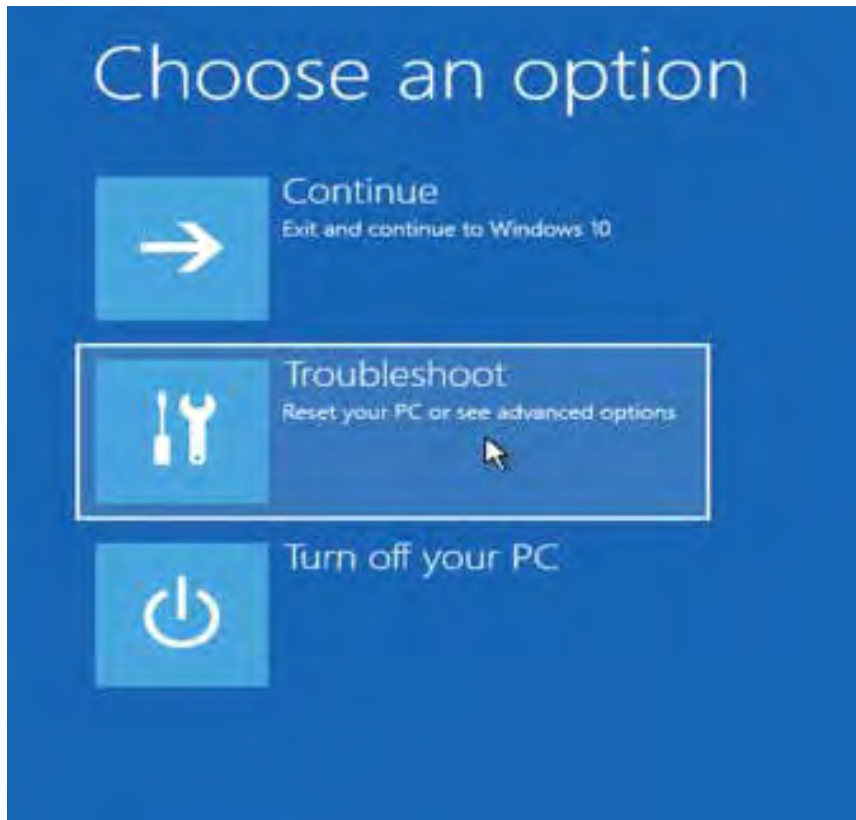 Choose an option
Continue
Exit and continue to Windows 10
Troubleshoot
Reset your PC or see advanced options
Turn off your PC